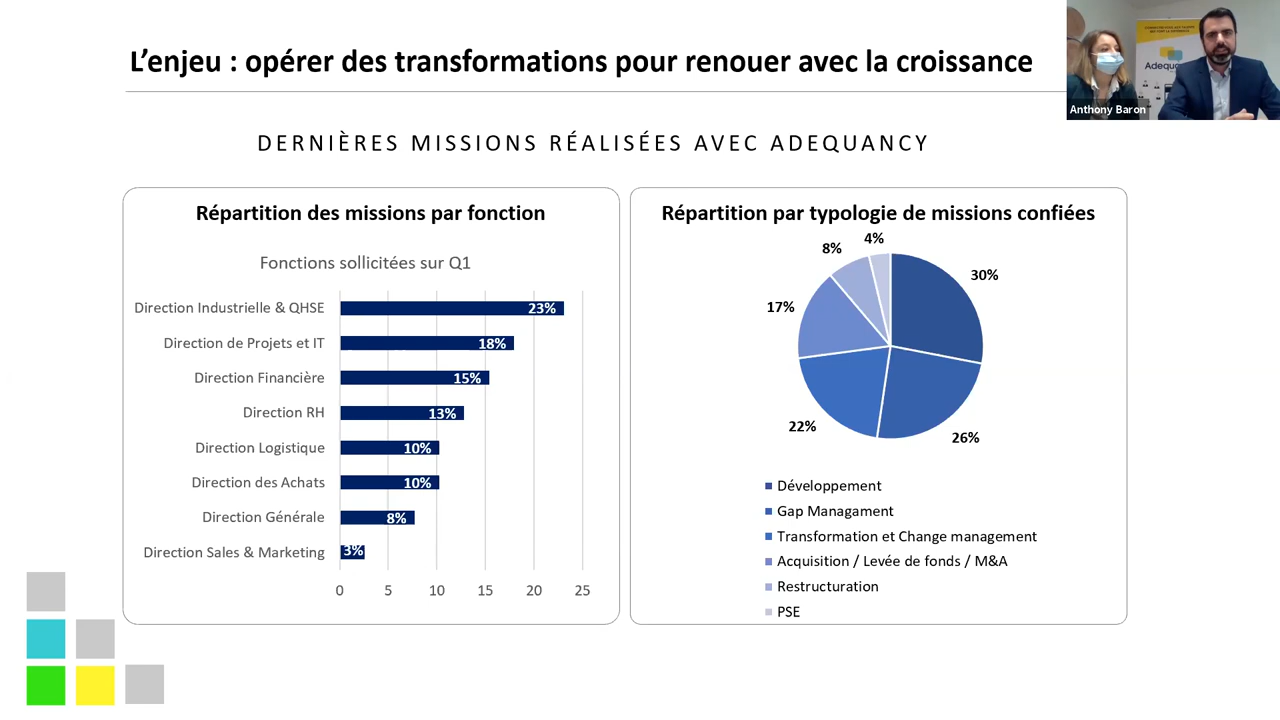 L'enjeu : opérer des transformations pour renouer avec la croissance
Anthony Baron
DERNIÈRES MISSIONS RÉALISÉES AVEC ADEQUANCY
Répartition des missions par fonction
Fonctions sollicitées sur Q1
Direction Industrielle & QHSE 23%
Direction de Projets et IT 18%
Direction Financière 15%
Direction RH 13%
Direction Logistique 10%
Direction des Achats 10%
Direction Générale 8%
Direction Sales & Marketing 3%
0 5 10 15 20 25
Répartition par typologie de missions confiées
4%
8%
30%
17%
22%
26%
Développement
Gap Managament
Transformation et Change management
Acquisition / Levée de fonds / M&A
Restructuration
PSE